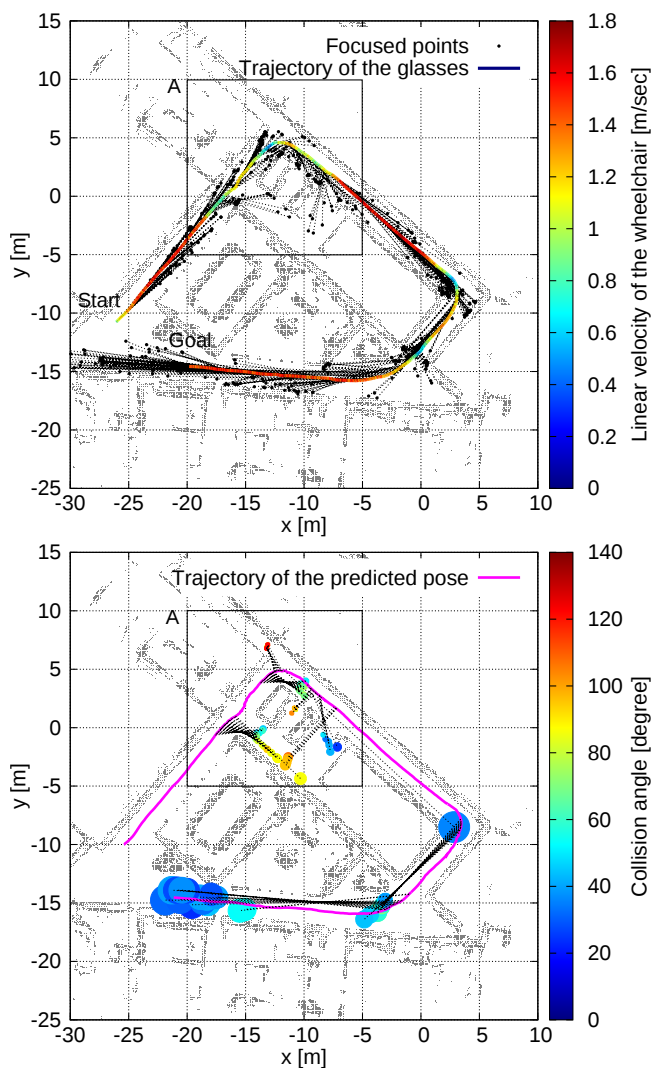 Focused points
Trajectory of the glasses
A
Start
Goal
15
10
5
0
-5
-10
-15
-20
-25
y [m]
-30 -25 -20 -15 -10 -5 0 5 10
x [m]
1.8
1.6
1.4
1.2
1
0.8
0.6
0.4
0.2
0
Linear velocity of the wheelchair [m/sec]
Trajectory of the predicted pose
A
15
10
5
0
-5
-10
-15
-20
-25
y [m]
-30 -25 -20 -15 -10 -5 0 5 10
x [m]
140
120
100
80
60
40
20
0
Collision angle [degree]